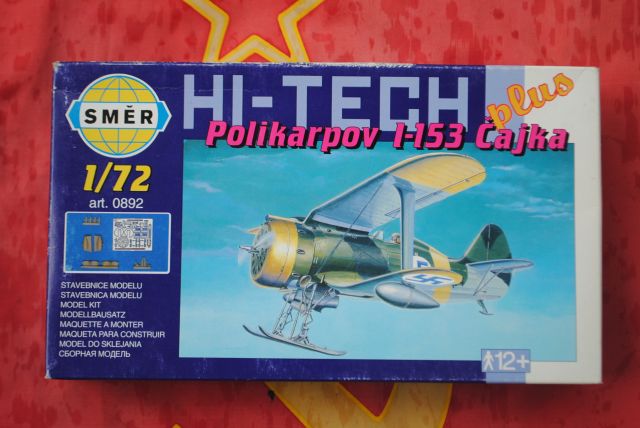 SMĚR
HI-TECH
plus
Polikarpov I-153 Čajka
1/72
art. 0892
STAVEBNICE MODELU
STAVEBNICA MODELU
MODEL KIT
MODELLBAUSATZ
MAQUETTE A MONTER
MAQUETA PARA CONSTRUIR
MODEL DO SKLEJANIA
СБОРНАЯ МОДЕЛЬ
12+